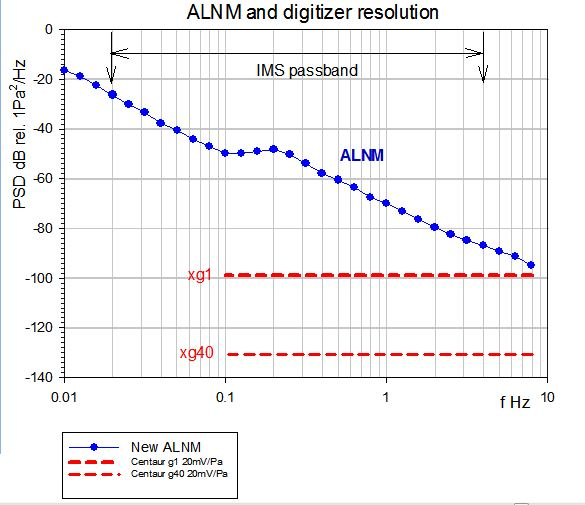 ALNM and digitizer resolution
0
IMS passband
-20
-40
ALNM
-60
-80
xg1
-100
-120
xg40
-140
0.01
0.1
1
f Hz
10
PSD dB rel. 1Pa²/Hz
New ALNM
Centaur g1 20mV/Pa
Centaur g40 20mV/Pa